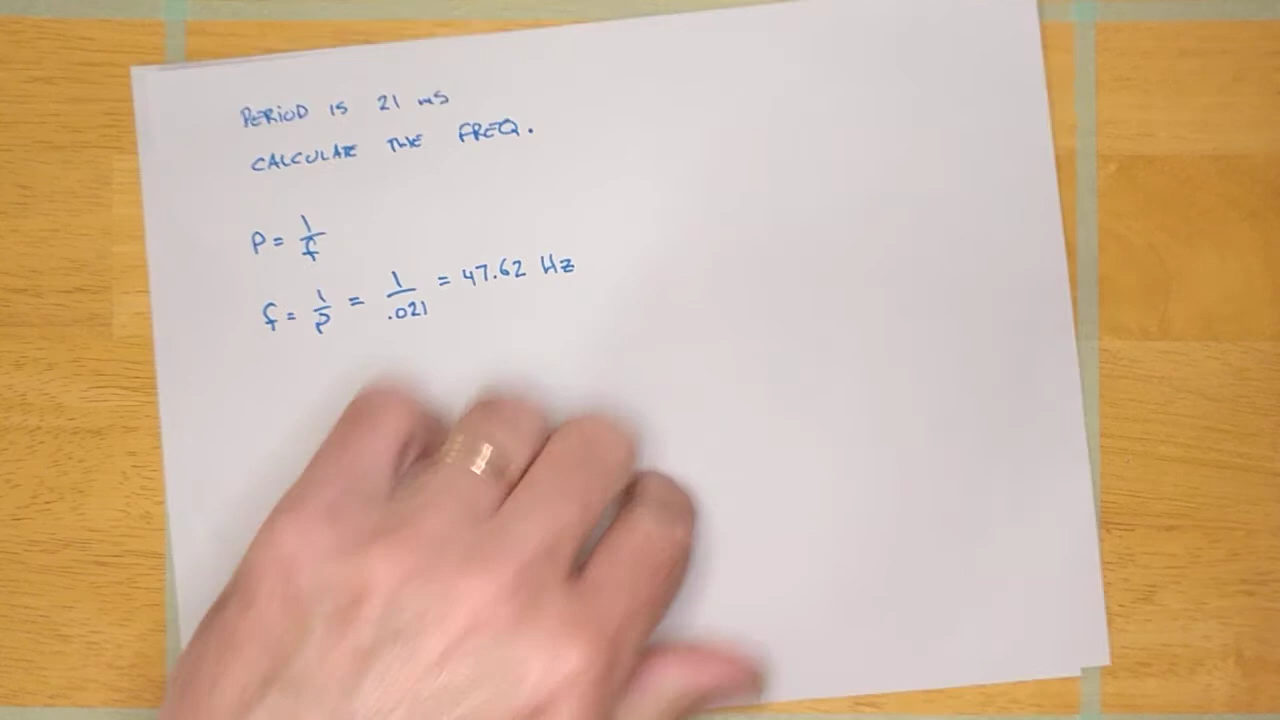 PERIOD IS 21 mS
CALCULATE THE FREQ.
P = 1/f
f = 1/P = 1/.021 = 47.62 Hz